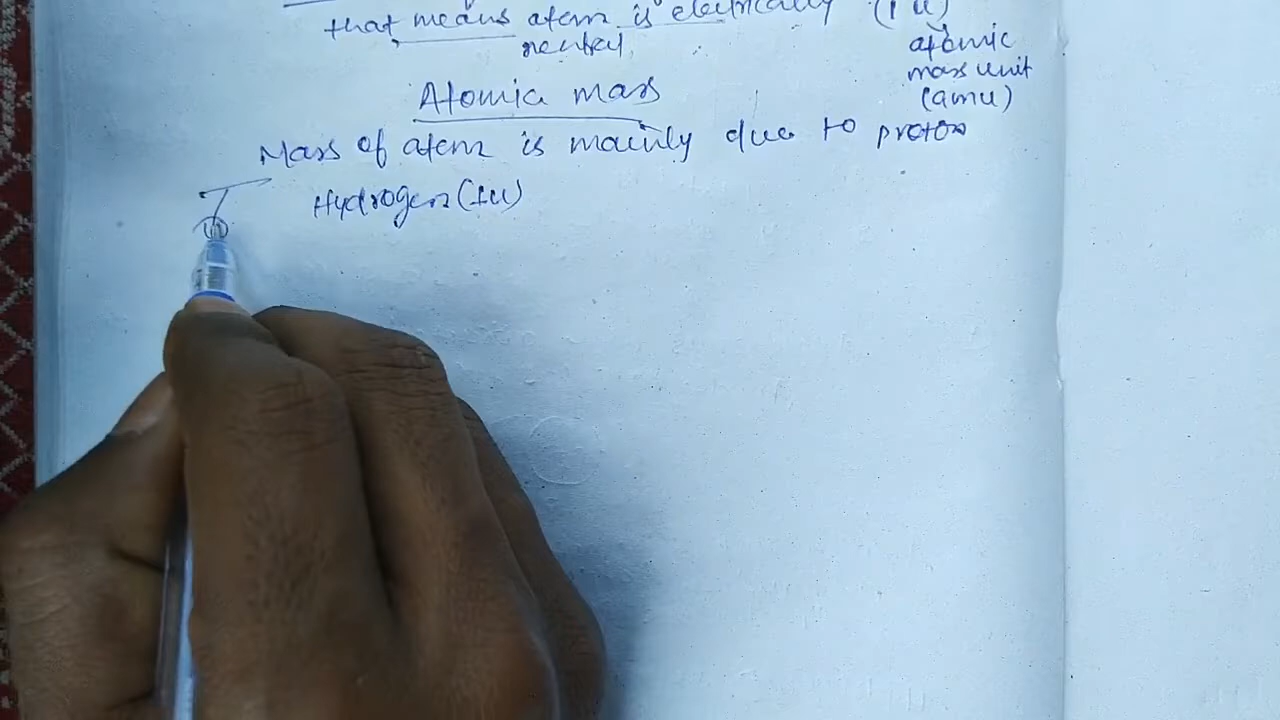 that means atom is electrically (1 u)
neutral
atomic
mass unit
(amu)
Atomic mass
Mass of atom is mainly due to proton
Hydrogen (1u)